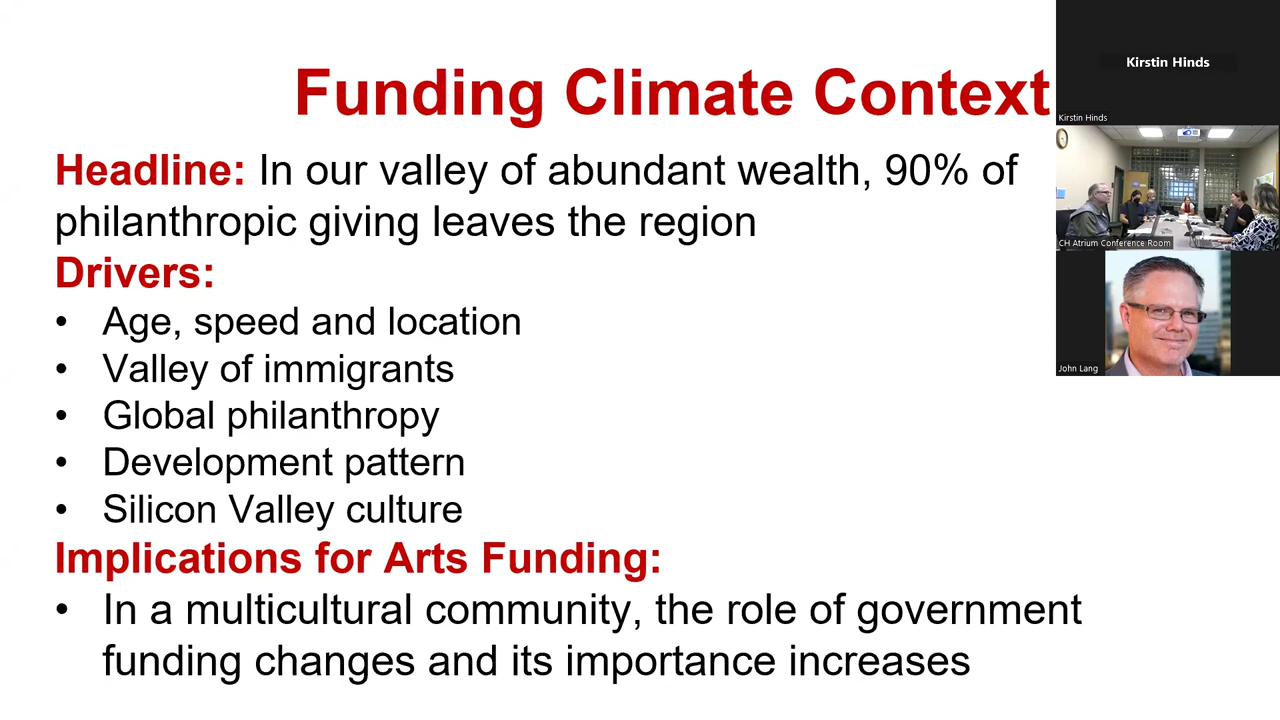 Funding Climate Context
Headline: In our valley of abundant wealth, 90% of
philanthropic giving leaves the region
Drivers:
• Age, speed and location
• Valley of immigrants
• Global philanthropy
• Development pattern
• Silicon Valley culture
Implications for Arts Funding:
• In a multicultural community, the role of government
funding changes and its importance increases
Kirstin Hinds
Kirstin Hinds
CH Atrium Conference Room
John Lang